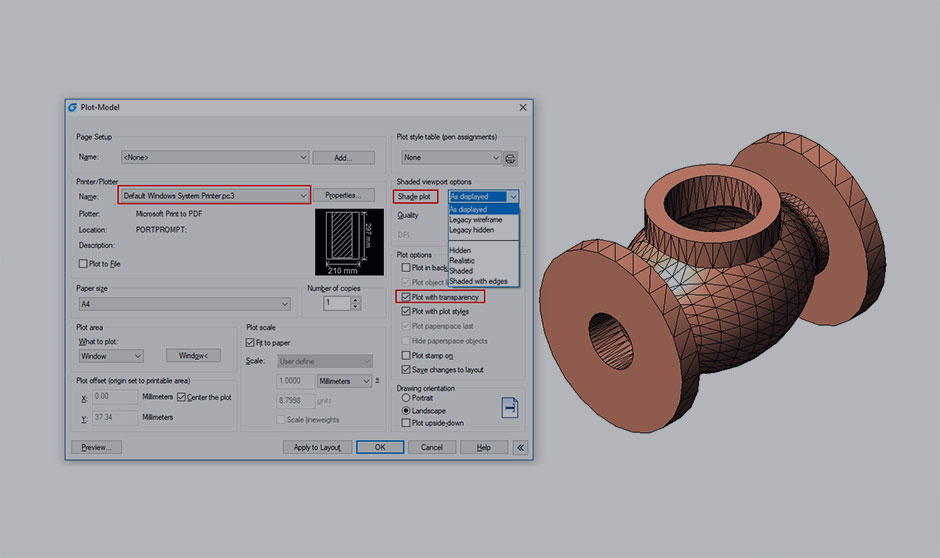 Plot-Model
Page Setup
Name: <None> Add...
Plot style table (pen assignments)
None
Printer/Plotter
Name: Default Windows System Printer.pc3 Properties...
Plotter: Microsoft Print to PDF
Location: PORTPROMPT:
Description:
Plot to File
297 mm
210 mm
Shaded viewport options
Shade plot As displayed
As displayed
Legacy wireframe
Legacy hidden
Hidden
Realistic
Shaded
Shaded with edges
Quality
DPI
Paper size
A4
Number of copies
1
Plot options
Plot in back
Plot object
Plot with transparency
Plot with plot styles
Plot paperspace last
Hide paperspace objects
Plot stamp on
Save changes to layout
Plot area
What to plot:
Window Window<
Plot scale
Fit to paper
Scale: User define
1.0000 Millimeters =
8.7998 units
Scale lineweights
Plot offset (origin set to printable area)
X: 0.00 Millimeters Center the plot
Y: 37.34 Millimeters
Drawing orientation
Portrait
Landscape
Plot upside-down
Preview... Apply to Layout OK Cancel Help